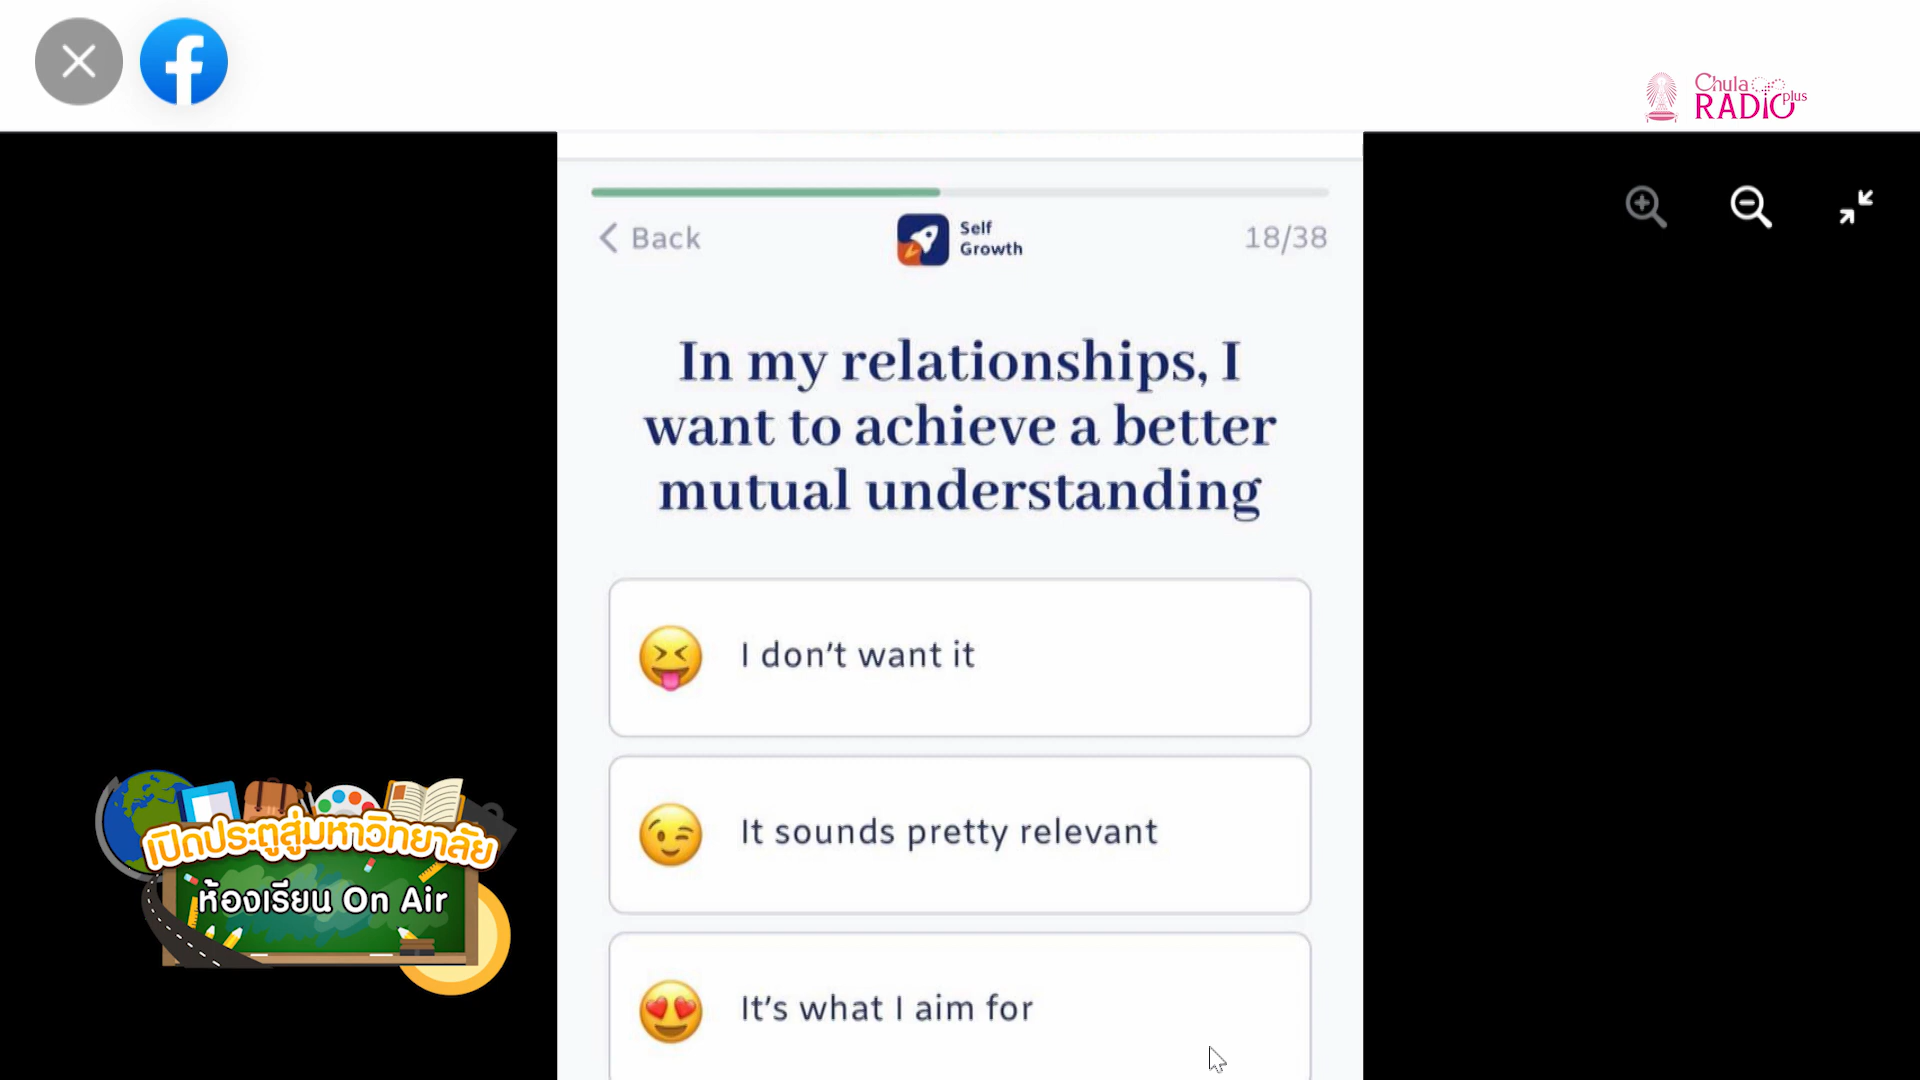 Chula
RADIO plus
Back
Self
Growth
18/38
In my relationships, I
want to achieve a better
mutual understanding
I don't want it
It sounds pretty relevant
It's what I aim for
เปิดประตูสู่มหาวิทยาลัย
ห้องเรียน On Air